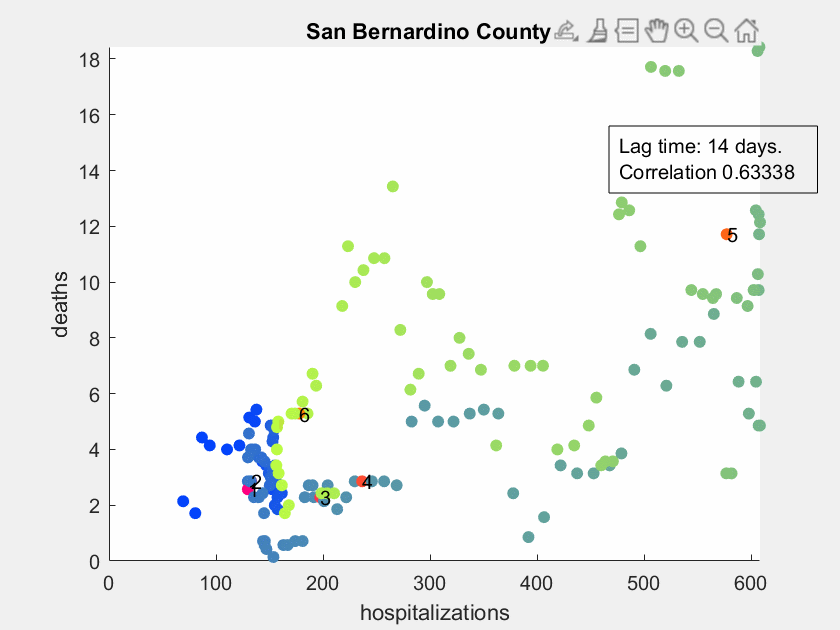 San Bernardino County
18
16
14
12
10
8
6
4
2
0
deaths
Lag time: 14 days.
Correlation 0.63338
5
6
2
1
3
4
0 100 200 300 400 500 600
hospitalizations